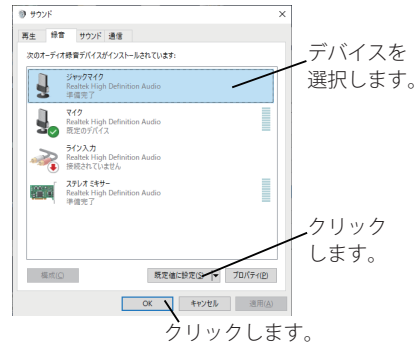 サウンド
再生 録音 サウンド 通信
次のオーディオ録音デバイスがインストールされています:
ジャックマイク
Realtek High Definition Audio
準備完了
マイク
Realtek High Definition Audio
既定のデバイス
ライン入力
Realtek High Definition Audio
接続されていません
ステレオ ミキサー
Realtek High Definition Audio
準備完了
デバイスを
選択します。
クリック
します。
構成(C) 既定値に設定(S) プロパティ(P)
OK キャンセル 適用(A)
クリックします。